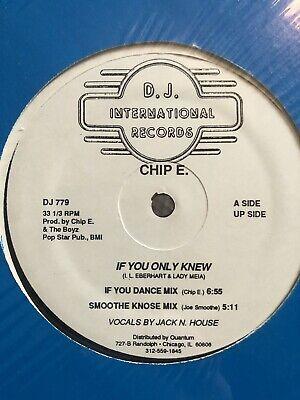 D. J.
INTERNATIONAL
RECORDS
CHIP E.
DJ 779
33 1/3 RPM
Prod. by Chip E.
& The Boyz
Pop Star Pub., BMI
A SIDE
UP SIDE
IF YOU ONLY KNEW
(I. L. EBERHART & LADY MEIA)
IF YOU DANCE MIX (Chip E.) 6:55
SMOOTHE KNOSE MIX (Joe Smoothe) 5:11
VOCALS BY JACK N. HOUSE
Distributed by Quantum
727-B Randolph • Chicago, IL 60606
312-559-1845